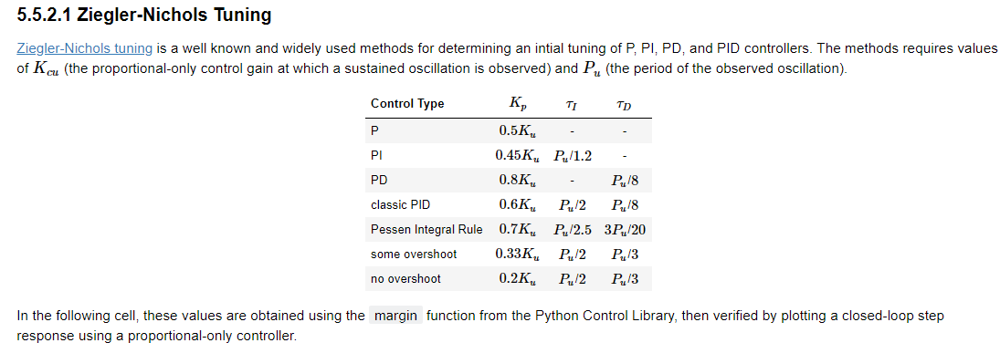 5.5.2.1 Ziegler-Nichols Tuning
Ziegler-Nichols tuning is a well known and widely used methods for determining an intial tuning of P, PI, PD, and PID controllers. The methods requires values
of K_cu (the proportional-only control gain at which a sustained oscillation is observed) and P_u (the period of the observed oscillation).
Control Type K_p τ_I τ_D
P 0.5K_u - -
PI 0.45K_u P_u/1.2 -
PD 0.8K_u - P_u/8
classic PID 0.6K_u P_u/2 P_u/8
Pessen Integral Rule 0.7K_u P_u/2.5 3P_u/20
some overshoot 0.33K_u P_u/2 P_u/3
no overshoot 0.2K_u P_u/2 P_u/3
In the following cell, these values are obtained using the margin function from the Python Control Library, then verified by plotting a closed-loop step
response using a proportional-only controller.